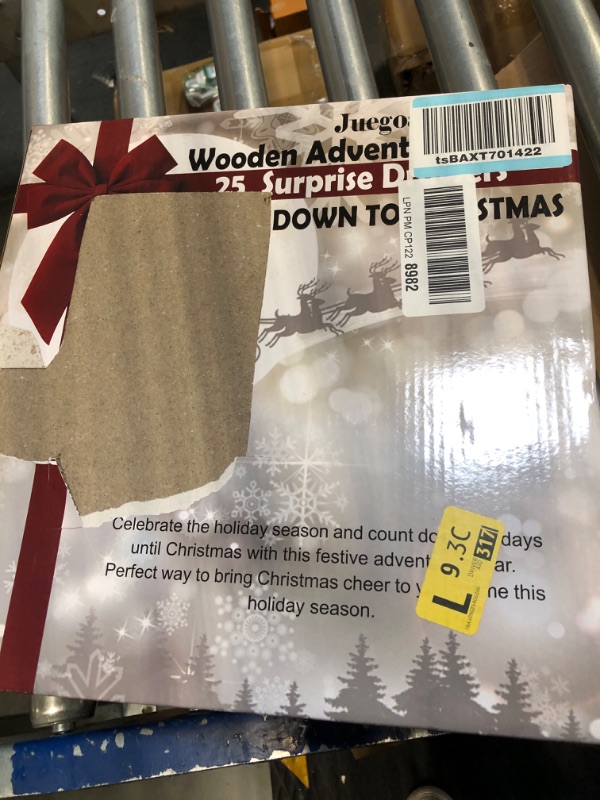 Juego
tsBAXT701422
Wooden Advent
25 Surprise D
DOWN TO STMAS
LPN PM CP122 8982
Celebrate the holiday season and count do days
until Christmas with this festive advent ar.
Perfect way to bring Christmas cheer to y me this
holiday season.
L 9.3C
317